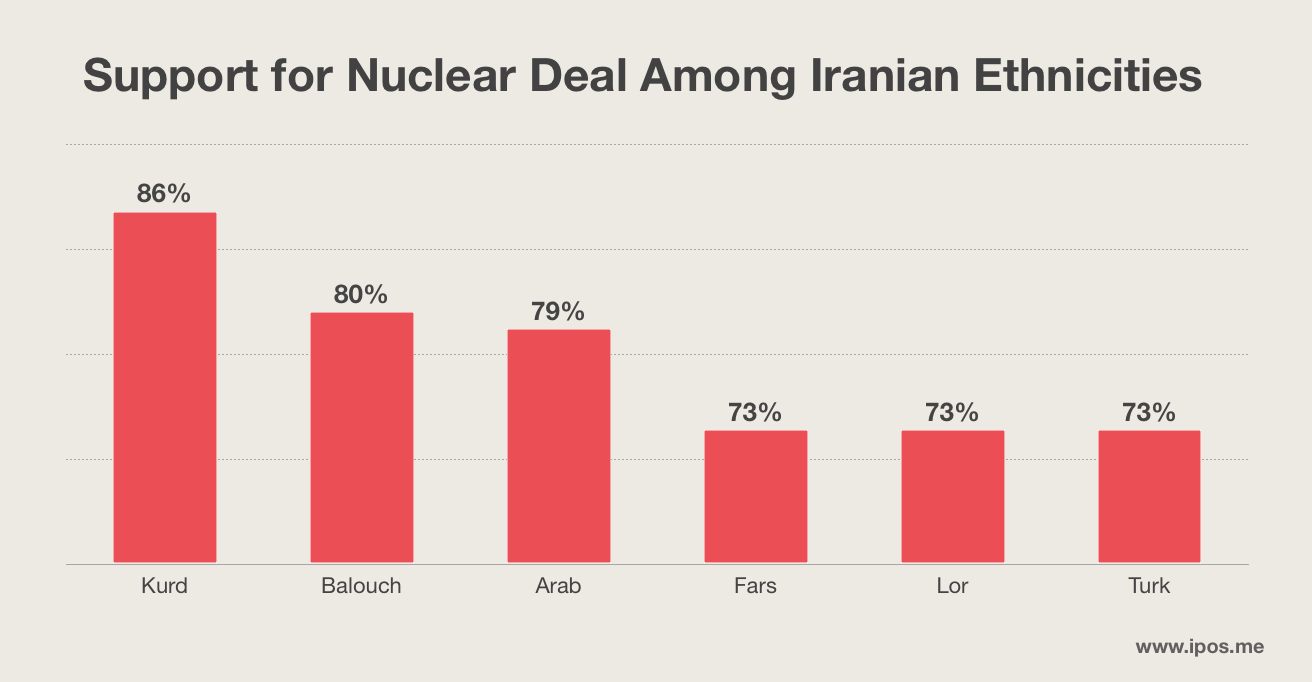 Support for Nuclear Deal Among Iranian Ethnicities
86%
80%
79%
73%
73%
73%
Kurd
Balouch
Arab
Fars
Lor
Turk
www.ipos.me